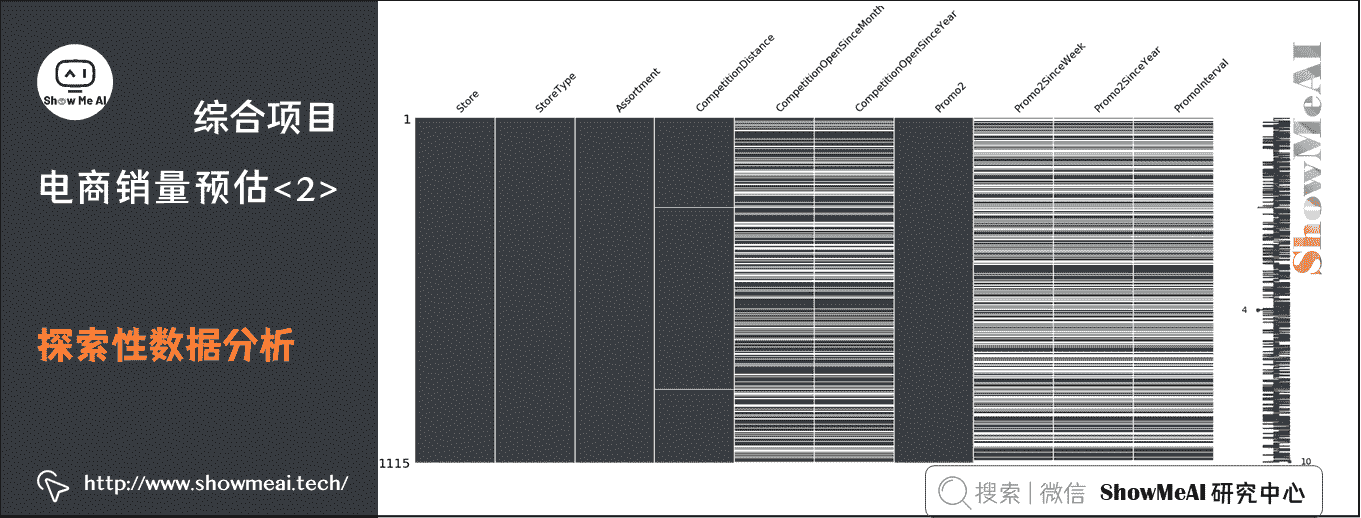 Show Me AI
综合项目
电商销量预估<2>
探索性数据分析
http://www.showmeai.tech/
Store
StoreType
Assortment
CompetitionDistance
CompetitionOpenSinceMonth
CompetitionOpenSinceYear
Promo2
Promo2SinceWeek
Promo2SinceYear
PromoInterval
1
1115
4
10
ShowMeAI
搜索 | 微信 ShowMeAI 研究中心